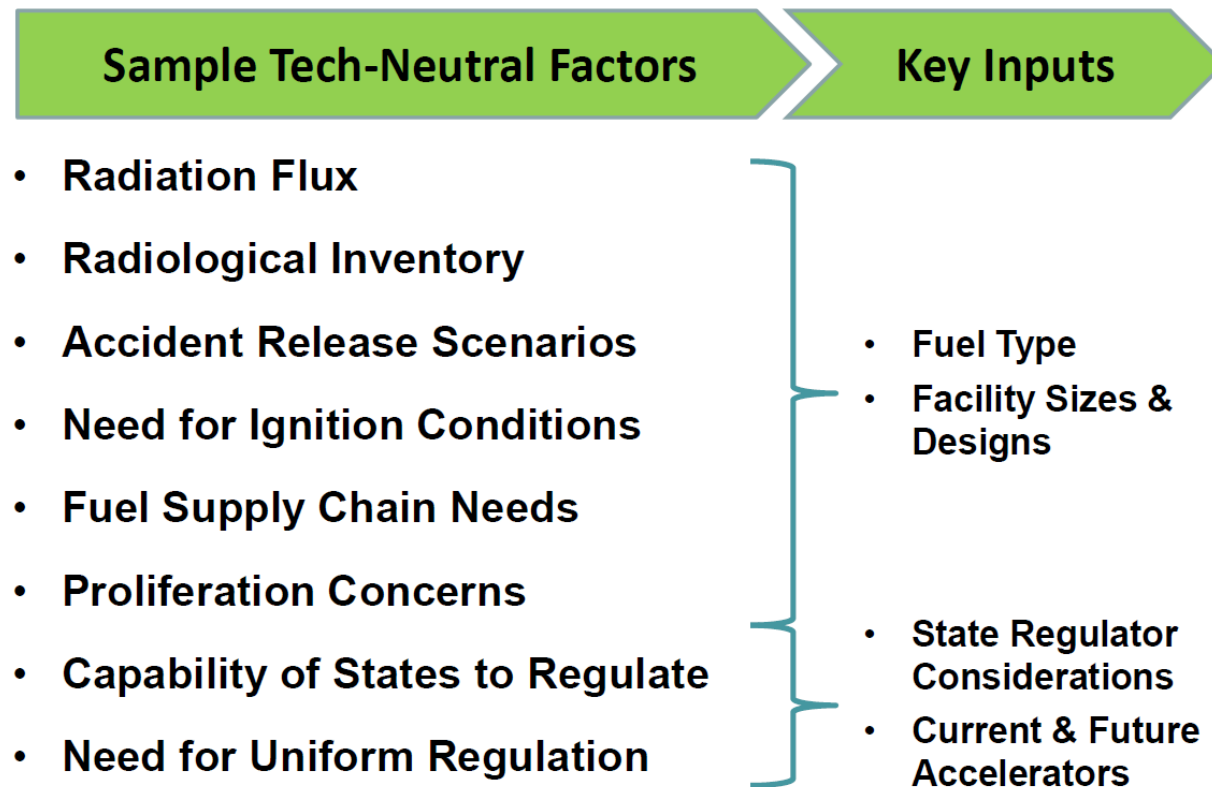 Sample Tech-Neutral Factors
Key Inputs
• Radiation Flux
• Radiological Inventory
• Accident Release Scenarios
• Need for Ignition Conditions
• Fuel Supply Chain Needs
• Proliferation Concerns
• Capability of States to Regulate
• Need for Uniform Regulation
• Fuel Type
• Facility Sizes &
Designs
• State Regulator
Considerations
• Current & Future
Accelerators